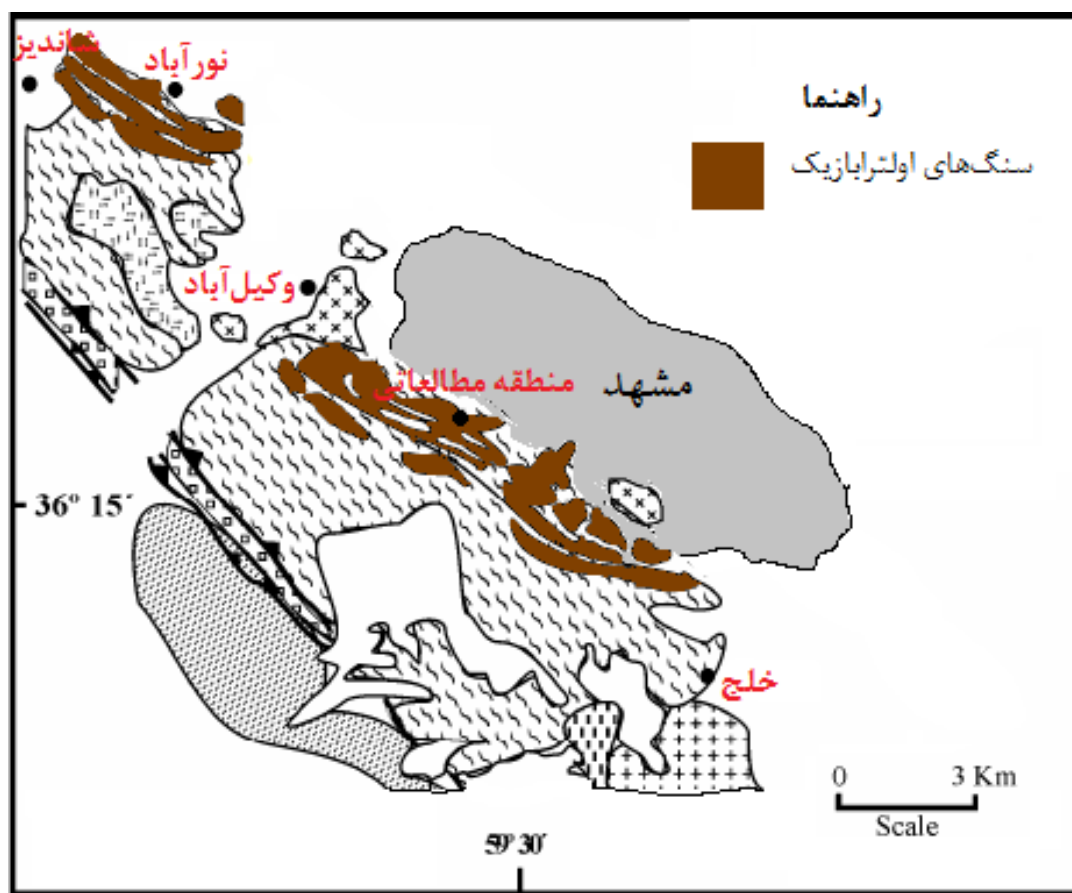 شاندیز
نورآباد
راهنما
سنگ‌های اولترابازیک
وکیل‌آباد
منطقه مطالعاتی
مشهد
36° 15´
خلج
0 3 Km
Scale
59° 30´